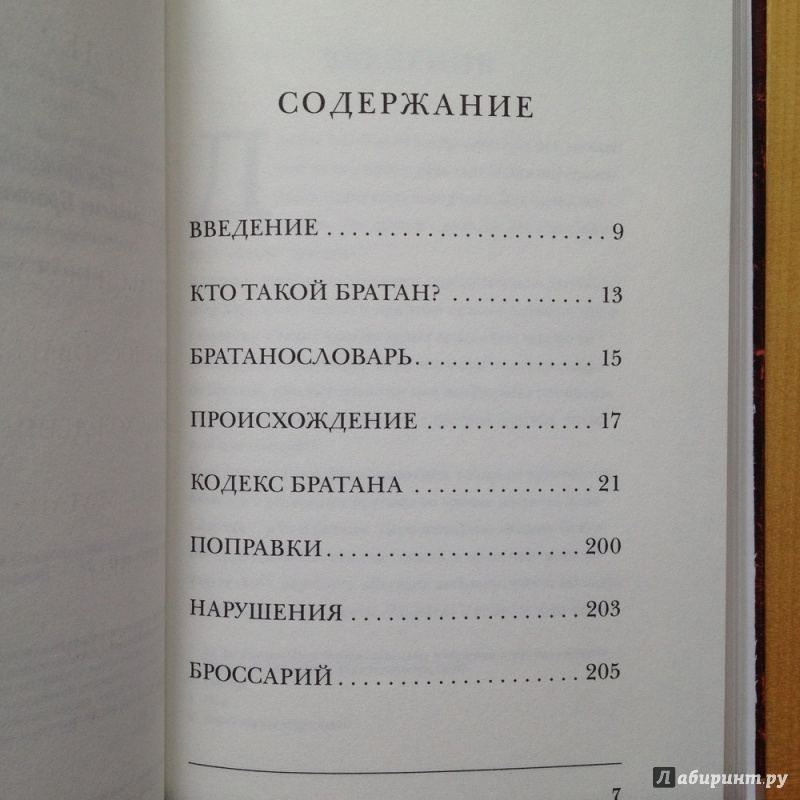 СОДЕРЖАНИЕ
ВВЕДЕНИЕ . . . . . . . . . . . . . . . . . . . 9
КТО ТАКОЙ БРАТАН? . . . . . . . . . . . . 13
БРАТАНОСЛОВАРЬ. . . . . . . . . . . . . . . 15
ПРОИСХОЖДЕНИЕ . . . . . . . . . . . . . . 17
КОДЕКС БРАТАНА . . . . . . . . . . . . . . . 21
ПОПРАВКИ. . . . . . . . . . . . . . . . . . . . . 200
НАРУШЕНИЯ . . . . . . . . . . . . . . . . . . . 203
БРОССАРИЙ. . . . . . . . . . . . . . . . . . . . 205
7
Лабиринт.ру